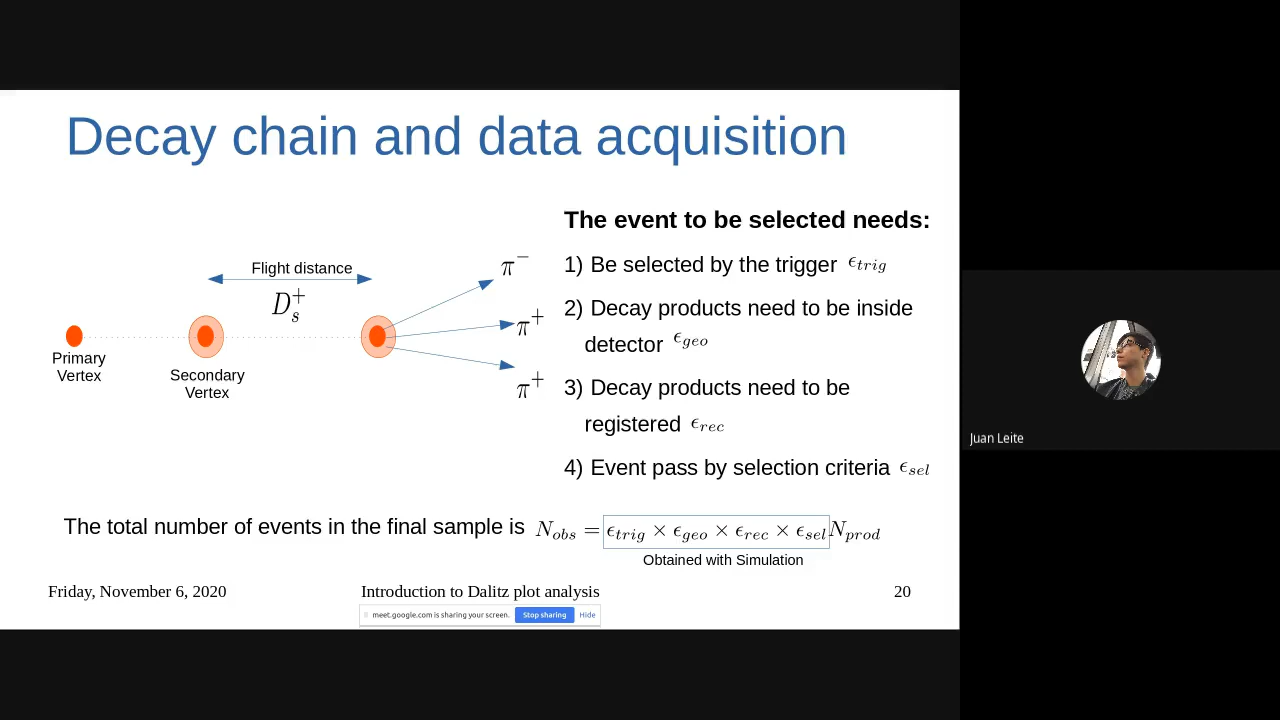 Decay chain and data acquisition
The event to be selected needs:
1) Be selected by the trigger ϵ_trig
2) Decay products need to be inside
detector ϵ_geo
3) Decay products need to be
registered ϵ_rec
4) Event pass by selection criteria ϵ_sel
Flight distance
D_s^+
π^−
π^+
π^+
Primary
Vertex
Secondary
Vertex
The total number of events in the final sample is N_obs = ϵ_trig × ϵ_geo × ϵ_rec × ϵ_sel N_prod
Obtained with Simulation
Friday, November 6, 2020 Introduction to Dalitz plot analysis 20
meet.google.com is sharing your screen. Stop sharing Hide
Juan Leite